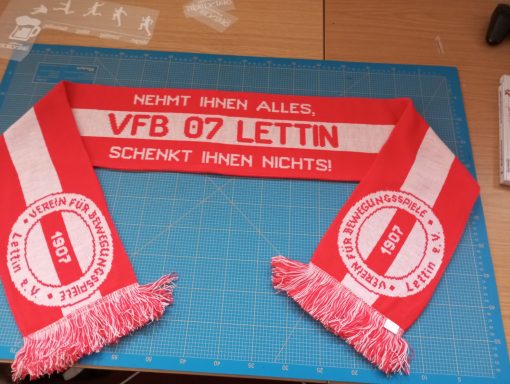 NEHMT IHNEN ALLES,
VFB 07 LETTIN
SCHENKT IHNEN NICHTS!
• VEREIN FÜR BEWEGUNGSSPIELE •
Lettin e.V.
1907
• VEREIN FÜR BEWEGUNGSSPIELE •
Lettin e.V.
1907